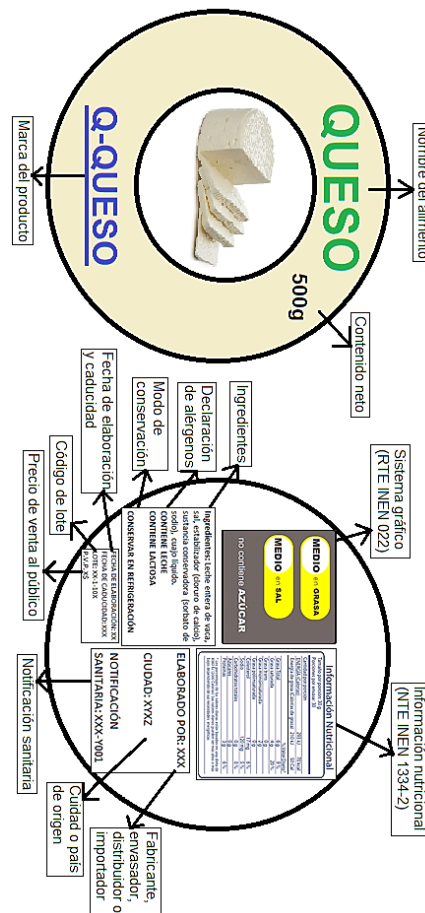 Nombre del alimento
QUESO
500g
Contenido neto
Q-QUESO
Marca del producto
Sistema gráfico
(RTE INEN 022)
Información nutricional
(NTE INEN 1334-2)
Ingredientes
Declaración
de alérgenos
Modo de
conservación
Fecha de elaboración
y caducidad
Código de lote
Precio de venta al público
MEDIO en GRASA
MEDIO en SAL
no contiene AZÚCAR
Información Nutricional
Ingredientes: Leche entera de vaca,
sal, estabilizador (cloruro de calcio),
sustancia conservadora (sorbato de
sodio), cuajo líquido.
CONTIENE LECHE
CONTIENE LACTOSA
CONSERVAR EN REFRIGERACIÓN
FECHA DE ELABORACIÓN: XX
FECHA DE CADUCIDAD:XXX
LOTE: XX-L-10X
P.V.P. X$
ELABORADO POR: XXX
CIUDAD: XYXZ
NOTIFICACIÓN
SANITARIA: XXX-Y001
Notificación sanitaria
Cuidad o país
de origen
Fabricante,
envasador,
distribuidor o
importador